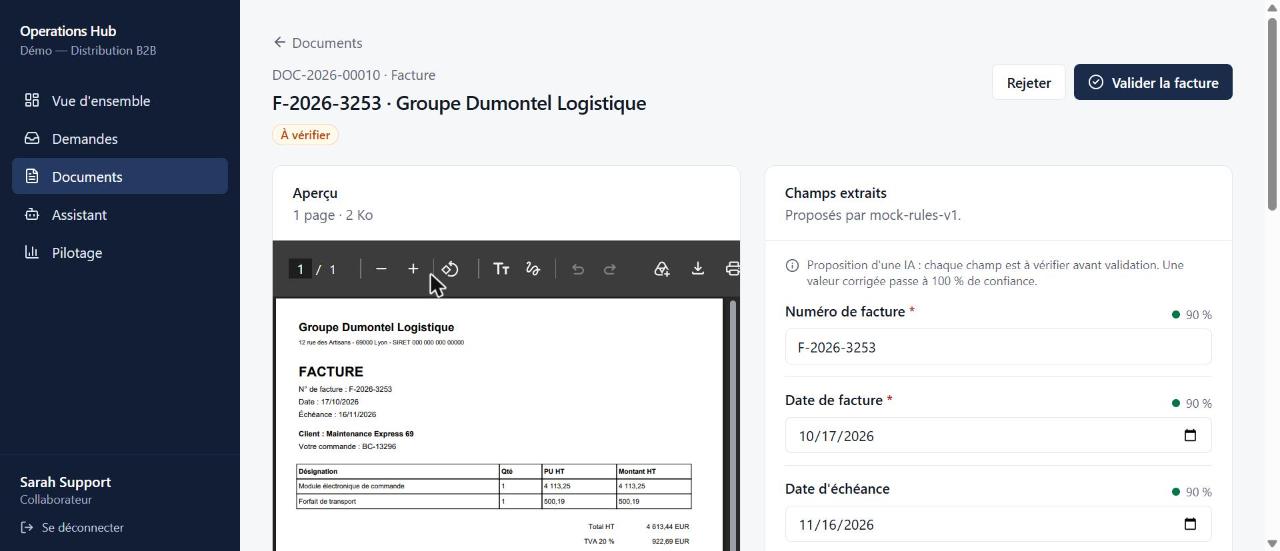 Operations Hub
Démo — Distribution B2B
Vue d'ensemble
Demandes
Documents
Assistant
Pilotage
Sarah Support
Collaborateur
Se déconnecter
Documents
DOC-2026-00010 · Facture
F-2026-3253 · Groupe Dumontel Logistique
À vérifier
Rejeter
Valider la facture
Aperçu
1 page · 2 Ko
1 / 1
Groupe Dumontel Logistique
12 rue des Artisans - 69000 Lyon - SIRET 000 000 000 00000
FACTURE
N° de facture : F-2026-3253
Date : 17/10/2026
Échéance : 16/11/2026
Client : Maintenance Express 69
Votre commande : BC-13296
Désignation Qté PU HT Montant HT
Module électronique de commande 1 4 113,25 4 113,25
Forfait de transport 1 500,19 500,19
Total HT 4 613,44 EUR
TVA 20 % 922,69 EUR
Champs extraits
Proposés par mock-rules-v1.
Proposition d'une IA : chaque champ est à vérifier avant validation. Une
valeur corrigée passe à 100 % de confiance.
Numéro de facture * 90 %
F-2026-3253
Date de facture * 90 %
10/17/2026
Date d'échéance 90 %
11/16/2026